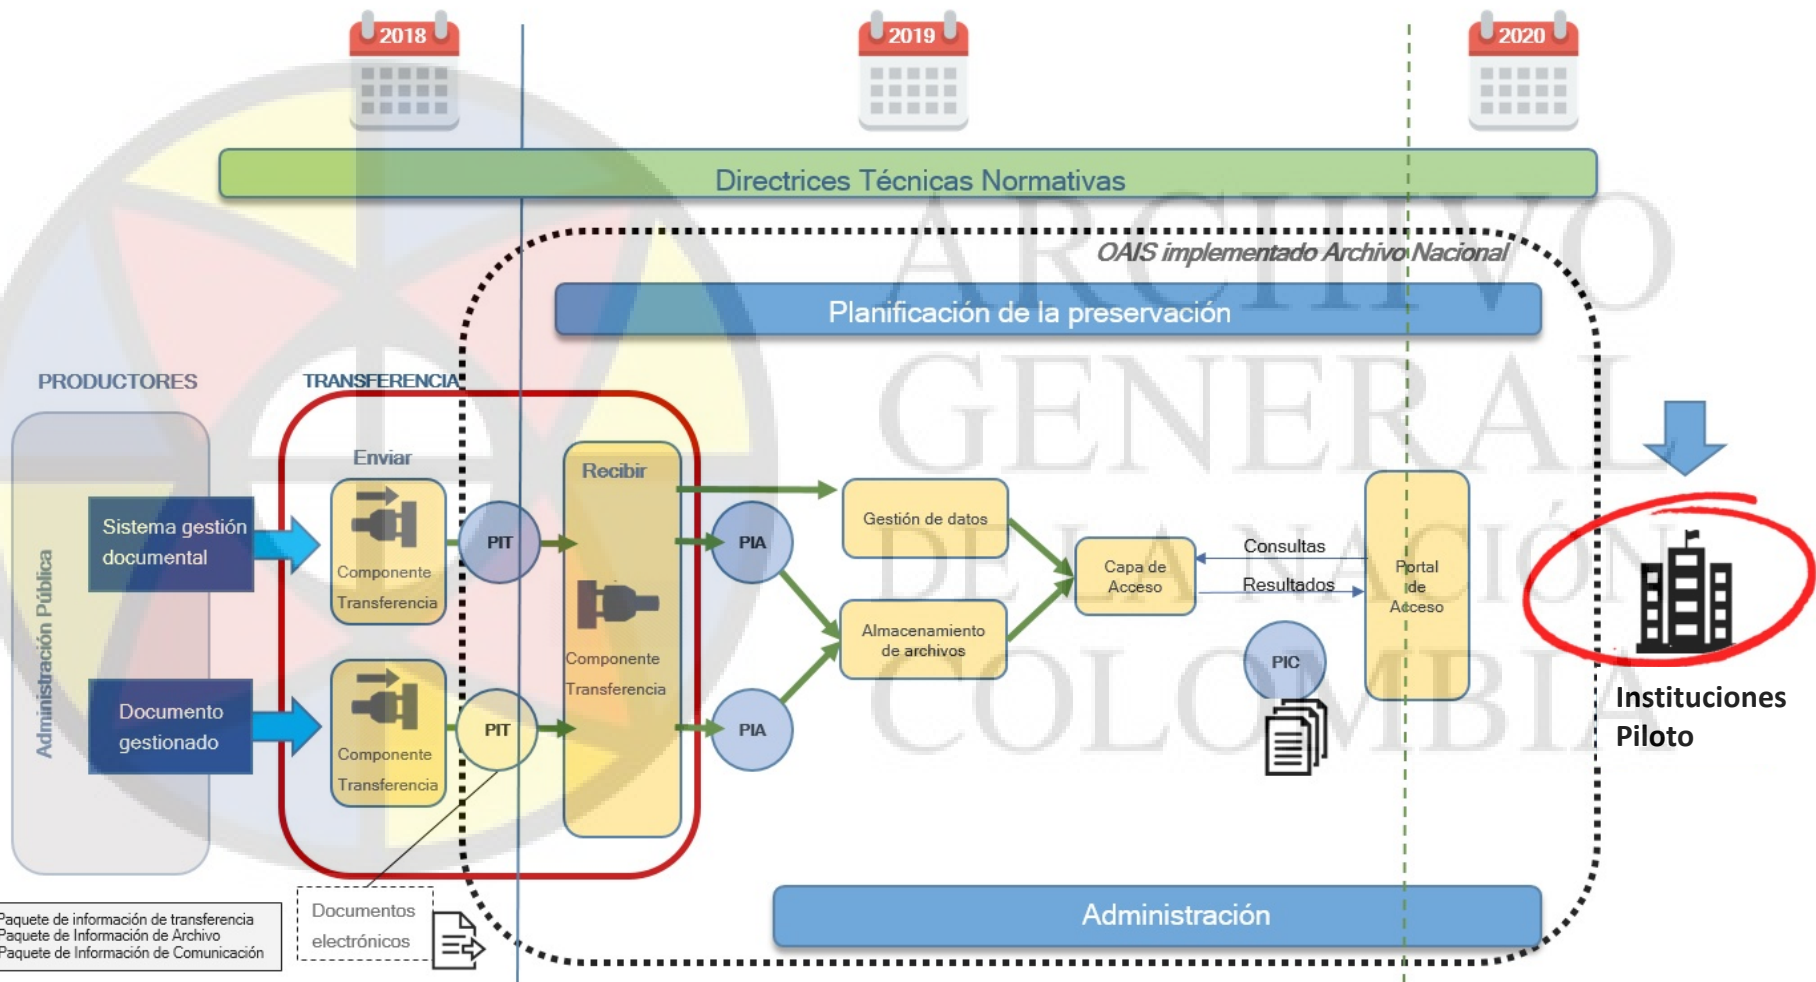 2018
2019
2020
Directrices Técnicas Normativas
OAIS implementado Archivo Nacional
Planificación de la preservación
PRODUCTORES
TRANSFERENCIA
Administración Pública
Sistema gestión
documental
Documento
gestionado
Enviar
Componente
Transferencia
Componente
Transferencia
PIT
PIT
Recibir
Componente
Transferencia
PIA
PIA
Gestión de datos
Almacenamiento
de archivos
Capa de
Acceso
Consultas
Resultados
PIC
Portal
de
Acceso
Instituciones
Piloto
Documentos
electrónicos
Administración
Paquete de información de transferencia
Paquete de Información de Archivo
Paquete de Información de Comunicación
ARCHIVO
GENERAL
DE LA NACIÓN
COLOMBIA